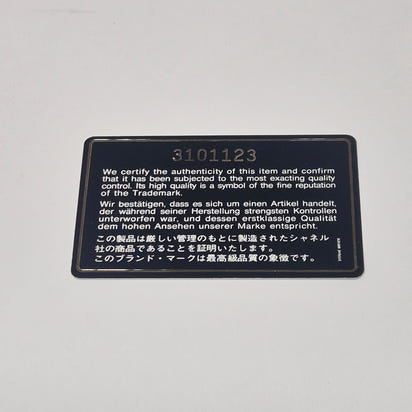 3101123
We certify the authenticity of this item and confirm
that it has been subjected to the most exacting quality
control. Its high quality is a symbol of the fine reputation
of the Trademark.
Wir bestätigen, dass es sich um einen Artikel handelt,
der während seiner Herstellung strengsten Kontrollen
unterworfen war, und dessen erstklassige Qualität
dem hohen Ansehen unserer Marke entspricht.
この製品は厳しい管理のもとに製造されたシャネル
社の商品であることを証明いたします。
このブランド・マークは最高級品質の象徴です。